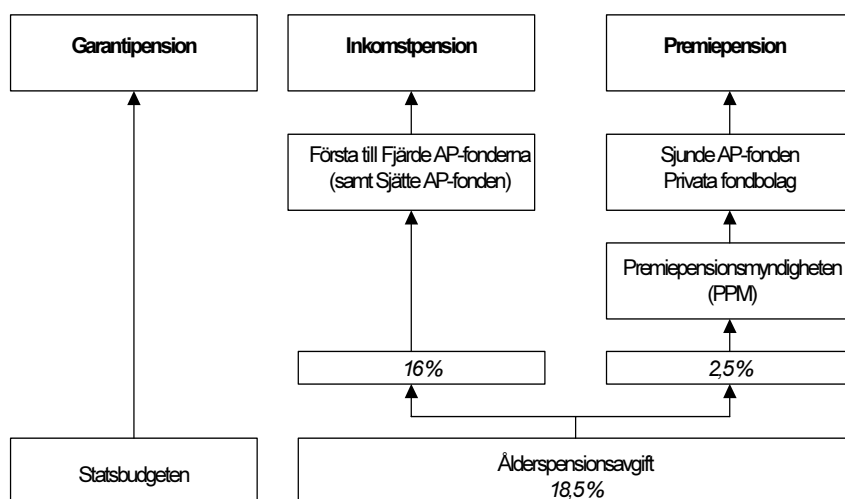 Garantipension
Inkomstpension
Premiepension
Första till Fjärde AP-fonderna
(samt Sjätte AP-fonden)
Sjunde AP-fonden
Privata fondbolag
Premiepensionsmyndigheten
(PPM)
16%
2,5%
Statsbudgeten
Ålderspensionsavgift
18,5%